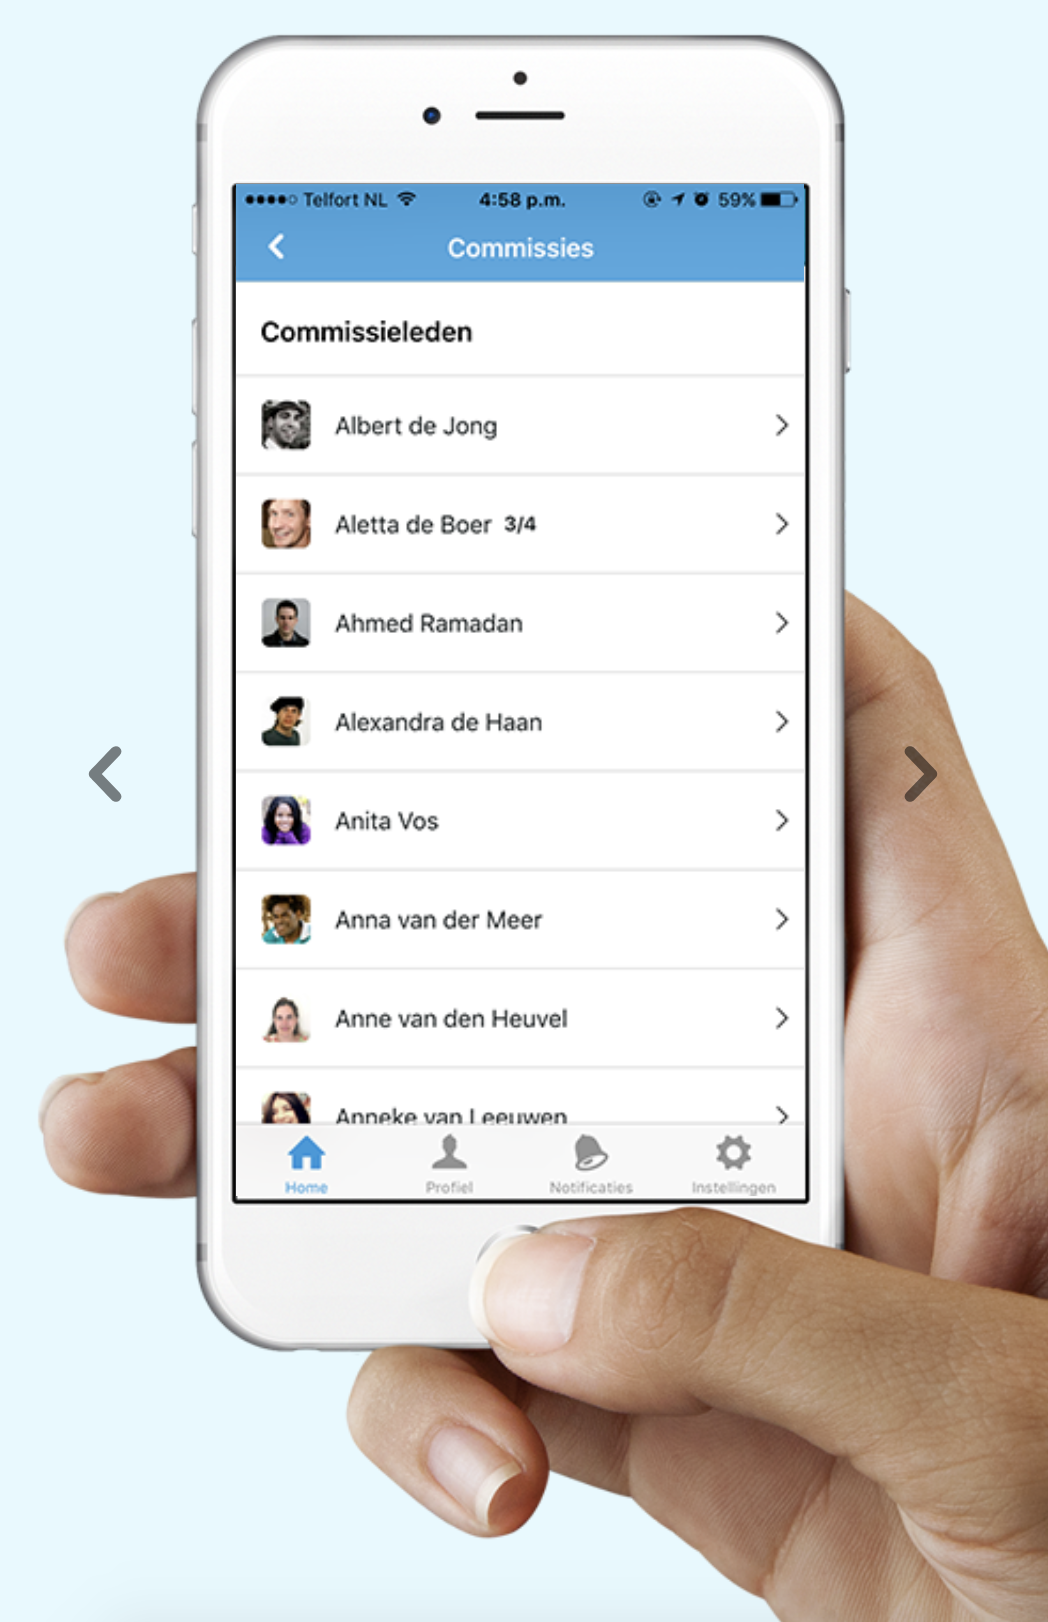 Telfort NL 4:58 p.m. 59%
Commissies
Commissieleden
Albert de Jong
Aletta de Boer 3/4
Ahmed Ramadan
Alexandra de Haan
Anita Vos
Anna van der Meer
Anne van den Heuvel
Anneke van Leeuwen
Home Profiel Notificaties Instellingen